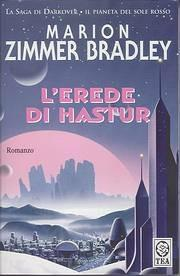 LA SAGA DI DARKOVER • IL PIANETA DEL SOLE ROSSO
MARION
ZIMMER BRADLEY
L'EREDE
DI HASTUR
Romanzo
TEA